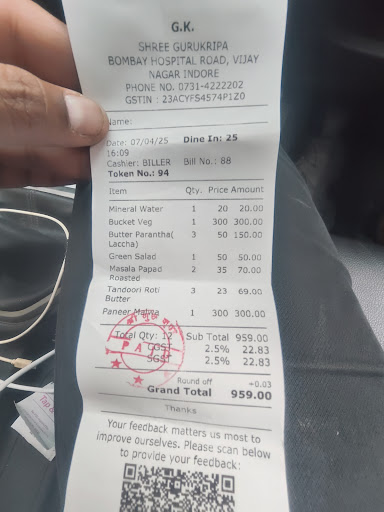 G.K.
SHREE GURUKRIPA
BOMBAY HOSPITAL ROAD, VIJAY
NAGAR INDORE
PHONE NO. 0731-4222202
GSTIN : 23ACYFS4574P1Z0
Name:
Date: 07/04/25 Dine In: 25
16:09
Cashier: BILLER Bill No.: 88
Token No.: 94
Item Qty. Price Amount
Mineral Water 1 20 20.00
Bucket Veg 1 300 300.00
Butter Parantha( 3 50 150.00
Laccha)
Green Salad 1 50 50.00
Masala Papad 2 35 70.00
Roasted
Tandoori Roti 3 23 69.00
Butter
Paneer 1 300 300.00
Total Qty: 12 Sub Total 959.00
CGST 2.5% 22.83
SGST 2.5% 22.83
PAID
Round off +0.03
Grand Total 959.00
Thanks
Your feedback matters us most to
improve ourselves. Please scan below
to provide your feedback: